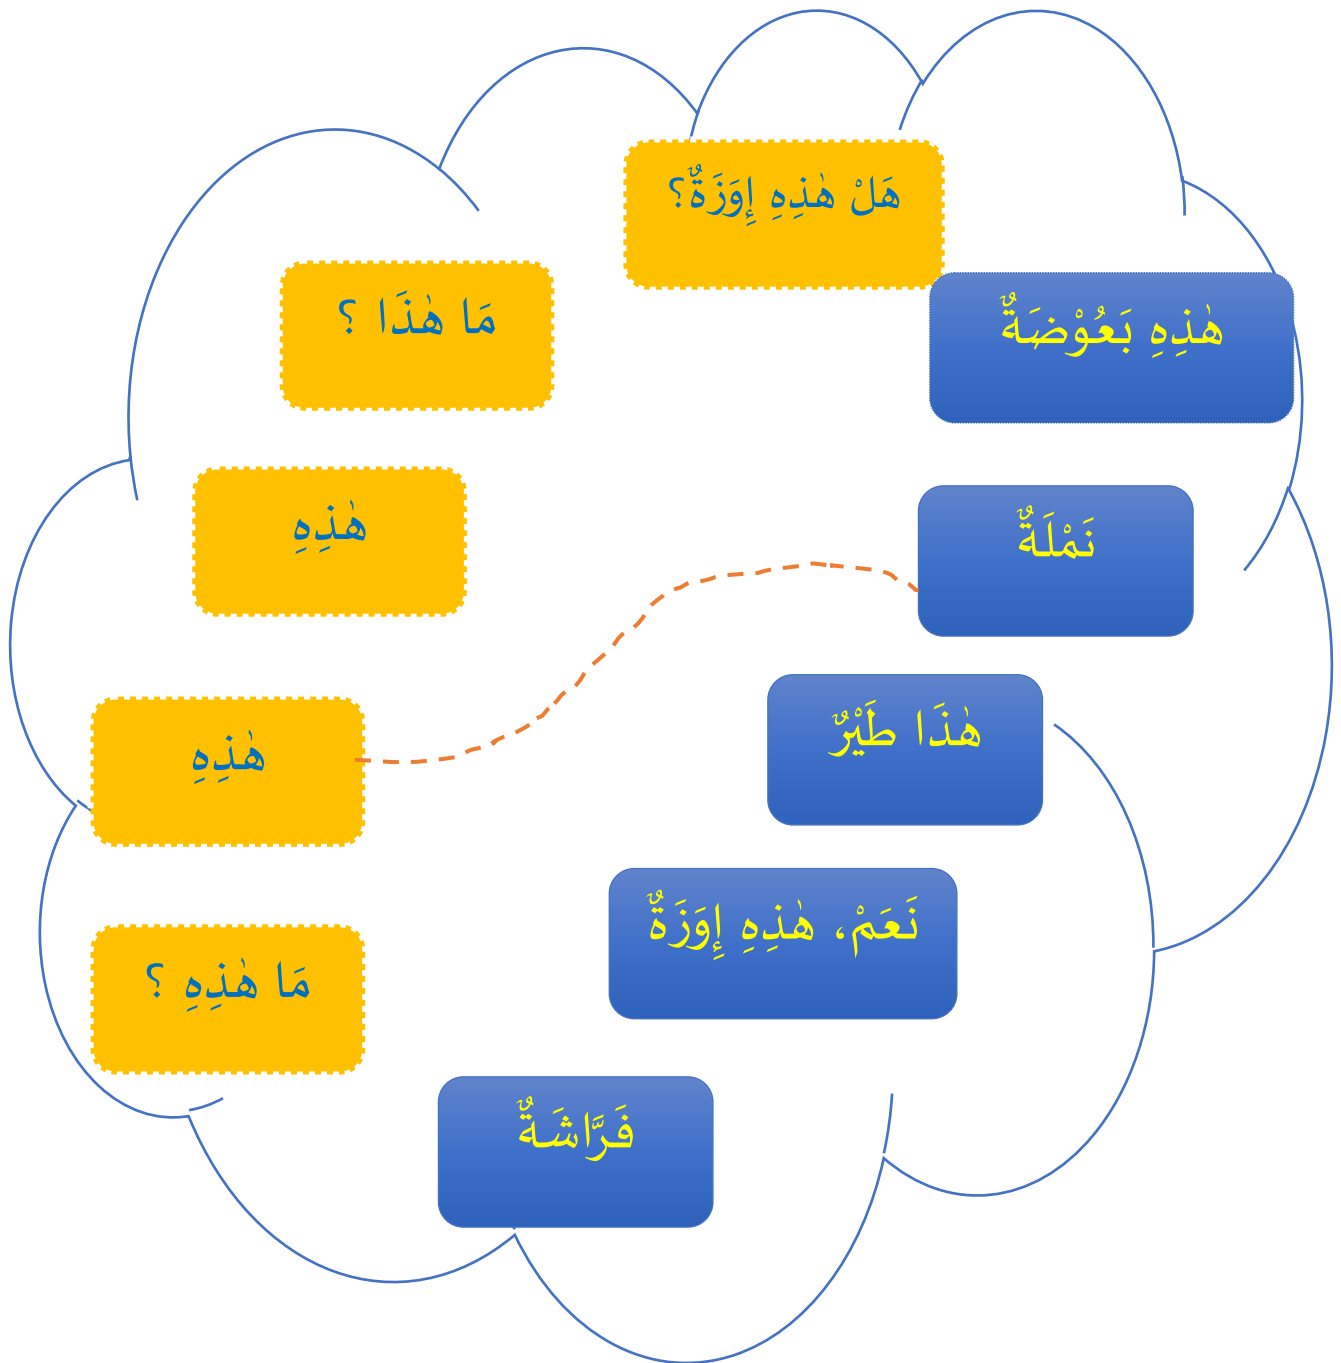 هَلْ هٰذِهِ إِوَزَةٌ؟
مَا هٰذَا ؟
هٰذِهِ بَعُوْضَةٌ
هٰذِهِ
نَمْلَةٌ
هٰذِهِ
هٰذَا طَيْرٌ
نَعَمْ، هٰذِهِ إِوَزَةٌ
مَا هٰذِهِ ؟
فَرَّاشَةٌ